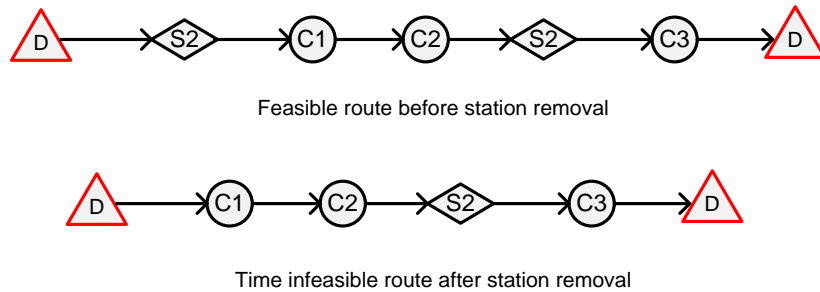 D S2 C1 C2 S2 C3 D
Feasible route before station removal
D C1 C2 S2 C3 D
Time infeasible route after station removal